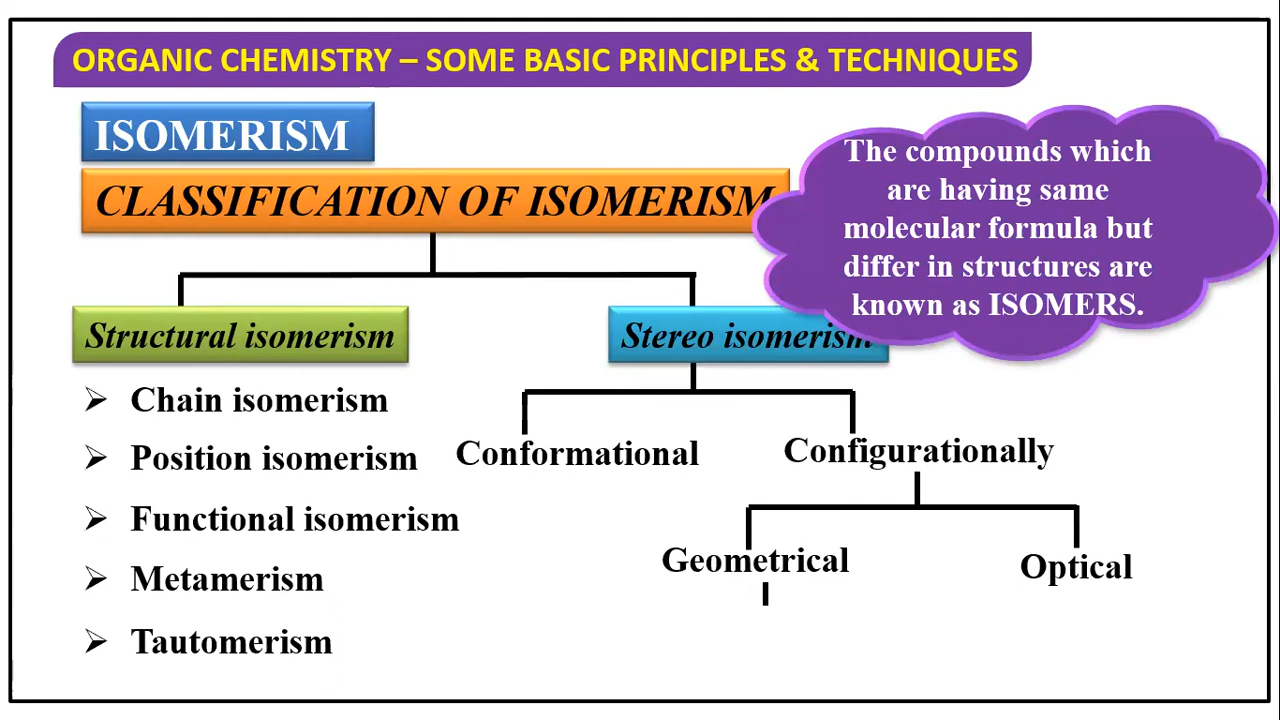 ORGANIC CHEMISTRY – SOME BASIC PRINCIPLES & TECHNIQUES
ISOMERISM
CLASSIFICATION OF ISOMERISM
The compounds which
are having same
molecular formula but
differ in structures are
known as ISOMERS.
Structural isomerism
Stereo isomerism
Chain isomerism
Position isomerism
Functional isomerism
Metamerism
Tautomerism
Conformational
Configurationally
Geometrical
Optical